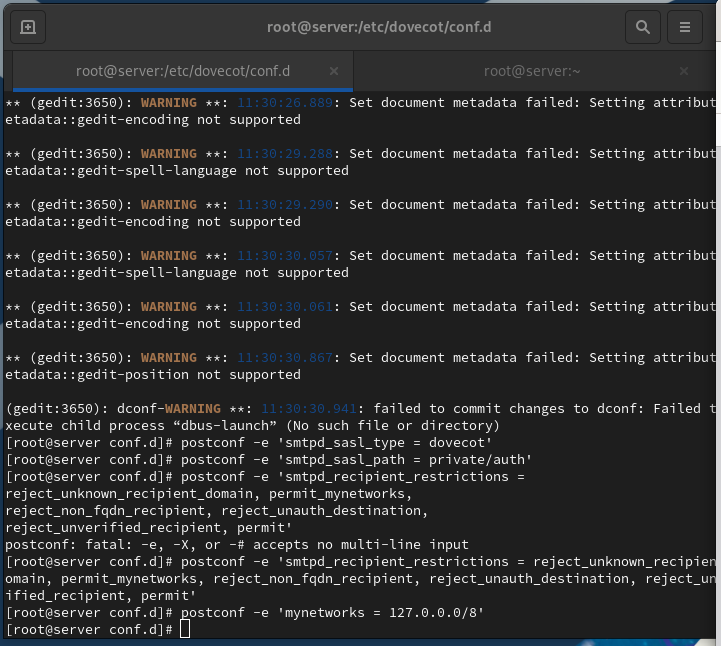 root@server:/etc/dovecot/conf.d
root@server:/etc/dovecot/conf.d × root@server:~ ×
** (gedit:3650): WARNING **: 11:30:26.889: Set document metadata failed: Setting attribut
etadata::gedit-encoding not supported
** (gedit:3650): WARNING **: 11:30:29.288: Set document metadata failed: Setting attribut
etadata::gedit-spell-language not supported
** (gedit:3650): WARNING **: 11:30:29.290: Set document metadata failed: Setting attribut
etadata::gedit-encoding not supported
** (gedit:3650): WARNING **: 11:30:30.057: Set document metadata failed: Setting attribut
etadata::gedit-spell-language not supported
** (gedit:3650): WARNING **: 11:30:30.061: Set document metadata failed: Setting attribut
etadata::gedit-encoding not supported
** (gedit:3650): WARNING **: 11:30:30.867: Set document metadata failed: Setting attribut
etadata::gedit-position not supported
(gedit:3650): dconf-WARNING **: 11:30:30.941: failed to commit changes to dconf: Failed t
xecute child process “dbus-launch” (No such file or directory)
[root@server conf.d]# postconf -e 'smtpd_sasl_type = dovecot'
[root@server conf.d]# postconf -e 'smtpd_sasl_path = private/auth'
[root@server conf.d]# postconf -e 'smtpd_recipient_restrictions =
reject_unknown_recipient_domain, permit_mynetworks,
reject_non_fqdn_recipient, reject_unauth_destination,
reject_unverified_recipient, permit'
postconf: fatal: -e, -X, or -# accepts no multi-line input
[root@server conf.d]# postconf -e 'smtpd_recipient_restrictions = reject_unknown_recipien
omain, permit_mynetworks, reject_non_fqdn_recipient, reject_unauth_destination, reject_un
ified_recipient, permit'
[root@server conf.d]# postconf -e 'mynetworks = 127.0.0.0/8'
[root@server conf.d]#